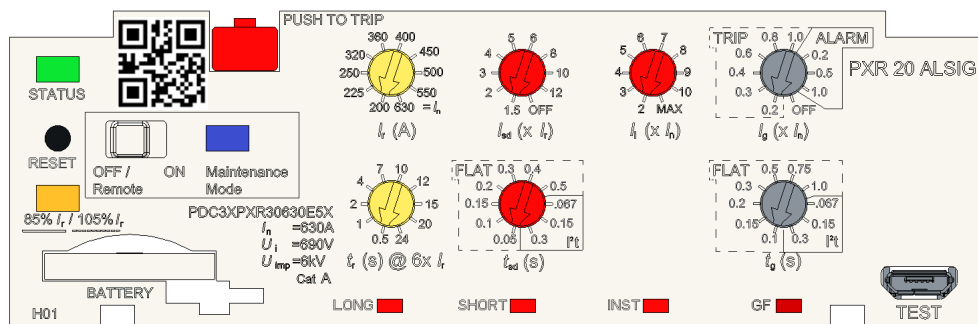 PUSH TO TRIP
STATUS
RESET
OFF / Remote
ON
Maintenance Mode
85% Ir / 105% Ir
PDC3XPXR30630E5X
In =630A
Ui =690V
Uimp =6kV
Cat A
BATTERY
H01
360 400
320 450
250 500
225 550
200 630 = In
Ir (A)
5 6
4 8
3 10
2 12
1.5 OFF
Isd (x Ir)
6 7
5 8
4 9
3 10
2 MAX
Ii (x In)
TRIP 0.8 1.0 ALARM
0.6 0.2
0.4 0.5
0.3 1.0
0.2 OFF
Ig (x In)
PXR 20 ALSIG
7 10
4 12
2 15
1 20
0.5 24
tr (s) @ 6x Ir
FLAT 0.3 0.4
0.2 0.5
0.15 .067
0.1 0.15
0.05 0.3 I²t
tsd (s)
FLAT 0.5 0.75
0.3 1.0
0.2 .067
0.15 0.15
0.1 0.3 I²t
tg (s)
TEST
LONG
SHORT
INST
GF